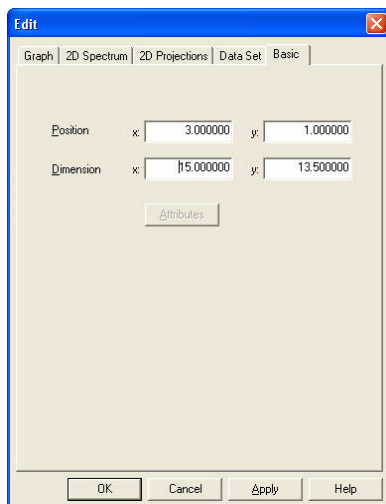 Edit
Graph 2D Spectrum 2D Projections Data Set Basic
Position x: 3.000000 y: 1.000000
Dimension x: 15.000000 y: 13.500000
Attributes
OK Cancel Apply Help